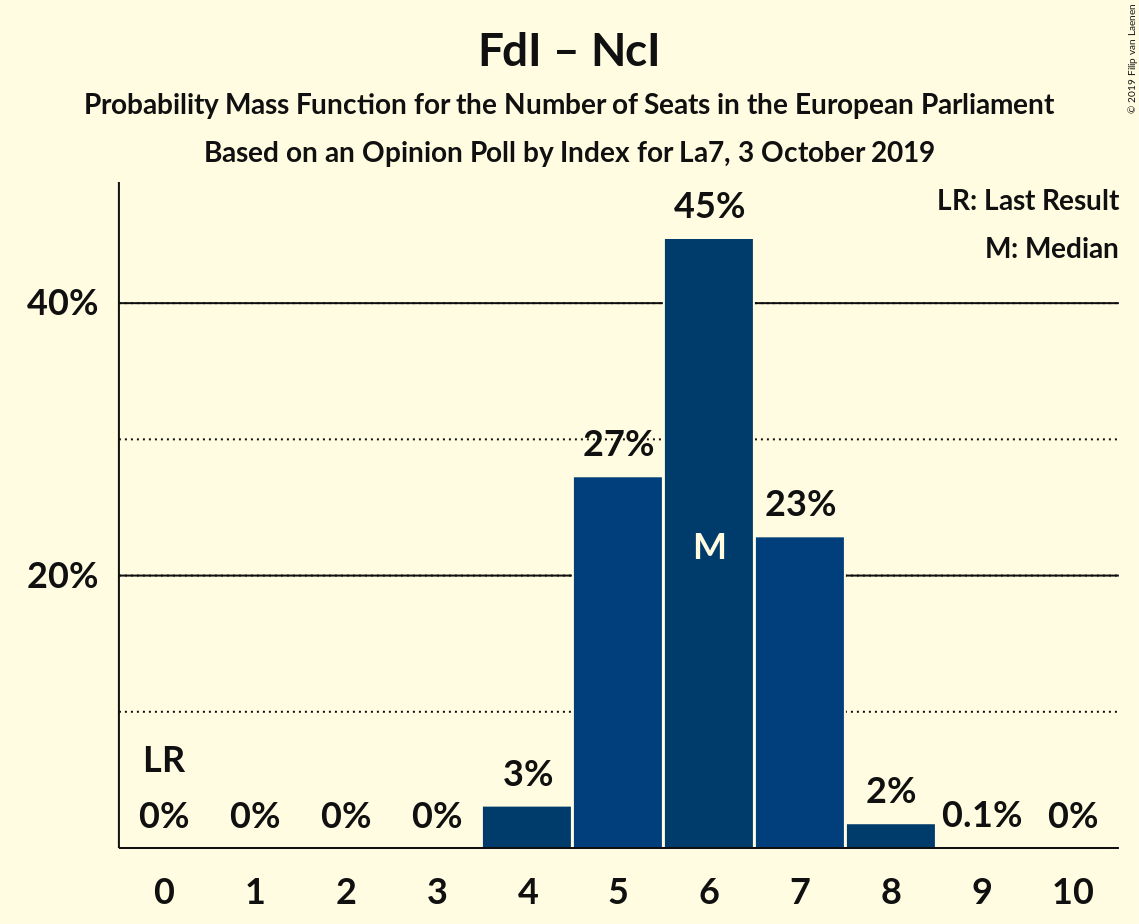 FdI – NcI
Probability Mass Function for the Number of Seats in the European Parliament
Based on an Opinion Poll by Index for La7, 3 October 2019
© 2019 Filip van Laenen
LR: Last Result
M: Median
45%
40%
27%
23%
M
20%
LR
3%
2%
0% 0% 0% 0% 0.1% 0%
0 1 2 3 4 5 6 7 8 9 10